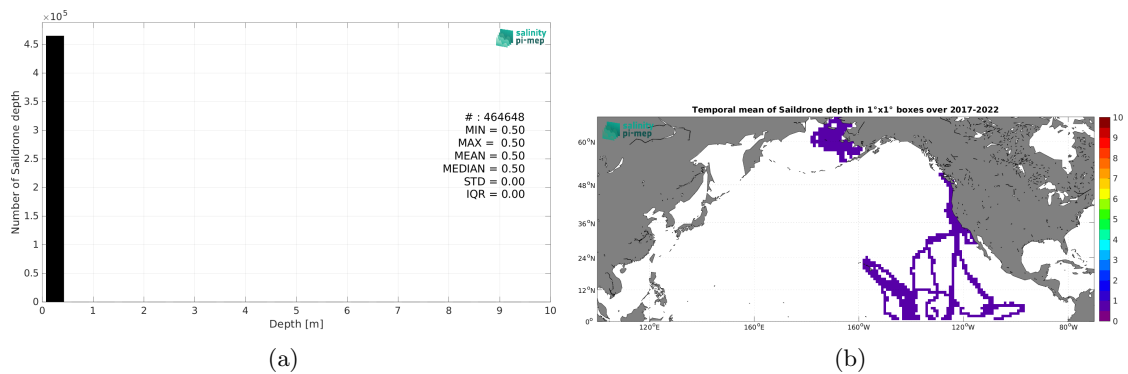 ×10⁵
4.5
4
3.5
3
2.5
2
1.5
1
0.5
0
Number of Saildrone depth
salinity
pi-mep
# : 464648
MIN = 0.50
MAX = 0.50
MEAN = 0.50
MEDIAN = 0.50
STD = 0.00
IQR = 0.00
0 1 2 3 4 5 6 7 8 9 10
Depth [m]
(a)
Temporal mean of Saildrone depth in 1°x1° boxes over 2017-2022
salinity
pi-mep
60°N
48°N
36°N
24°N
12°N
0°
120°E 160°E 160°W 120°W 80°W
10
9
8
7
6
5
4
3
2
1
0
(b)